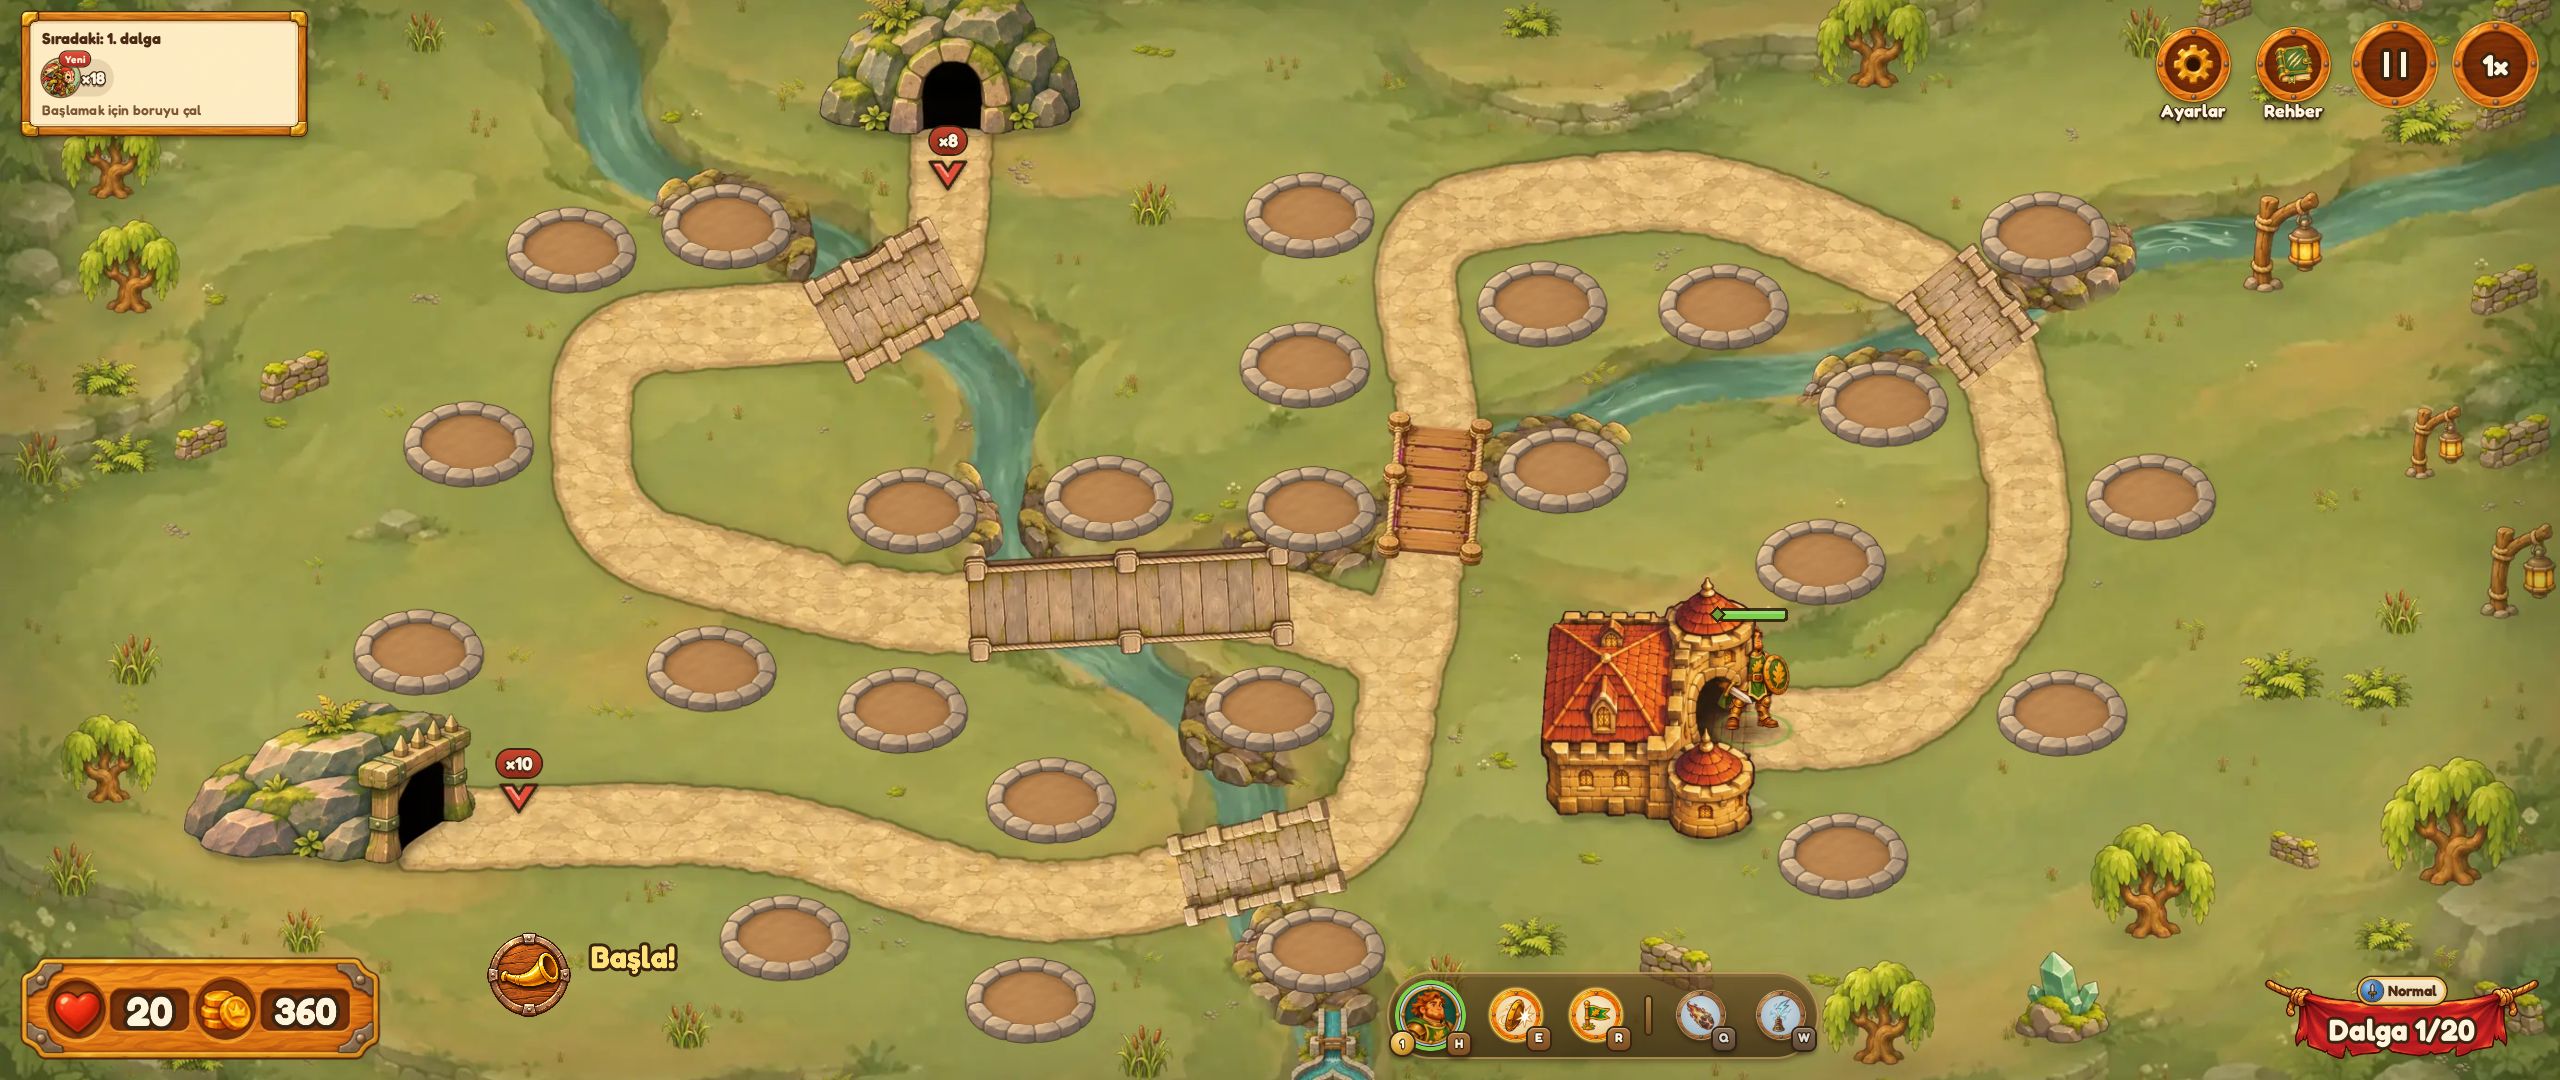 Sıradaki: 1. dalga
Yeni
x18
Başlamak için boruyu çal
x8
Ayarlar
Rehber
1x
x10
Başla!
20
360
1
H
E
R
Q
W
Normal
Dalga 1/20